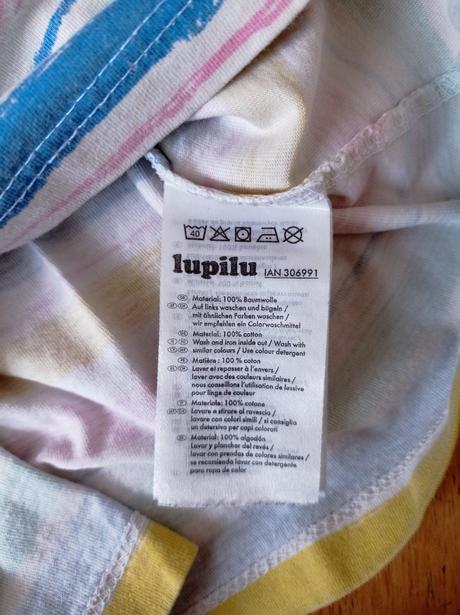 40
lupilu IAN 306991
Material: 100% Baumwolle
Auf links waschen und bügeln /
mit ähnlichen Farben waschen /
wir empfehlen ein Colorwaschmittel
Material: 100% cotton
Wash and iron inside out / Wash with
similar colours / Use colour detergent
Matière : 100 % coton
Laver et repasser à l'envers /
laver avec des couleurs similaires /
nous conseillons l'utilisation de lessive
pour linge de couleur
Materiale: 100% cotone
Lavare e stirare al rovescio /
lavare con colori simili / si consiglia
un detersivo per capi colorati
Material: 100% algodón
Lavar y planchar del revés /
lavar con prendas de colores similares /
se recomienda lavar con detergente
para ropa de color